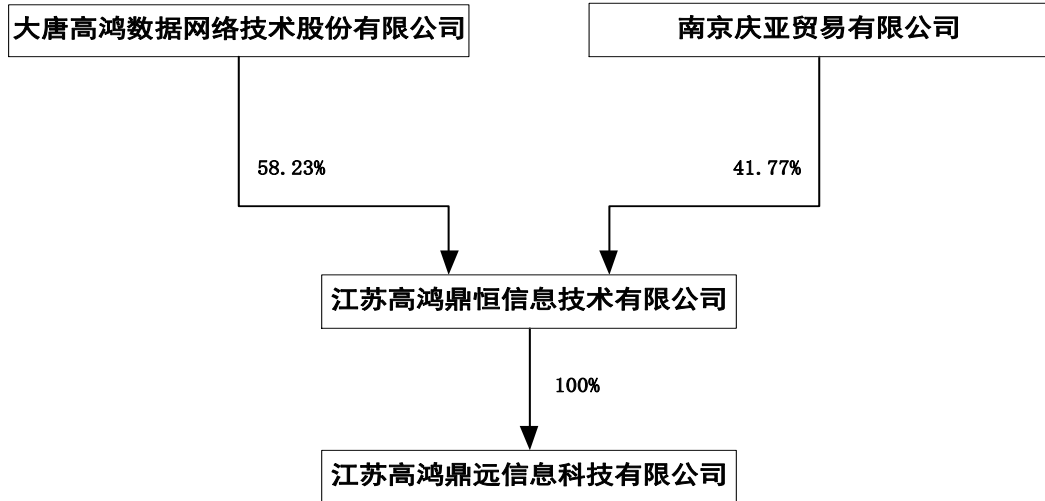 大唐高鸿数据网络技术股份有限公司
南京庆亚贸易有限公司
58.23%
41.77%
江苏高鸿鼎恒信息技术有限公司
100%
江苏高鸿鼎远信息科技有限公司